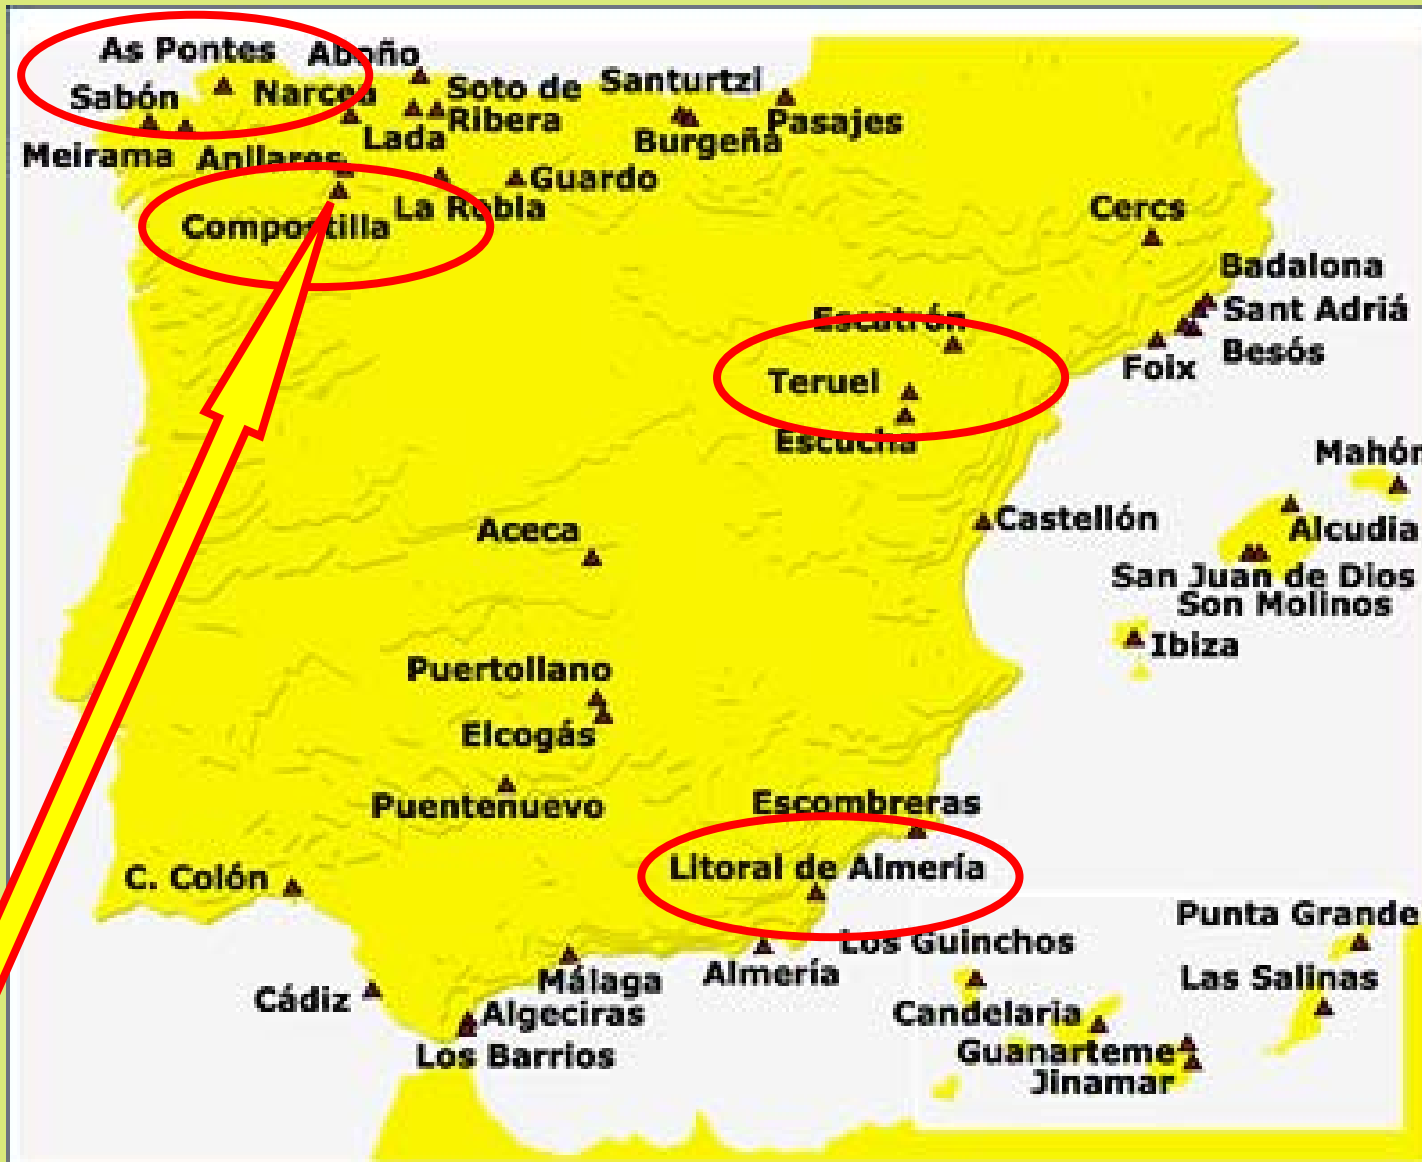 As Pontes
Aboño
Sabón
Narcea
Soto de
Ribera
Santurtzi
Pasajes
Meirama
Anllares
Lada
Burgeña
Compostilla
La Robla
Guardo
Cercs
Badalona
Sant Adriá
Besós
Foix
Escatrón
Teruel
Escucha
Mahón
Castellón
Alcudia
San Juan de Dios
Son Molinos
Ibiza
Aceca
Puertollano
Elcogás
Puentenuevo
Escombreras
Litoral de Almería
C. Colón
Punta Grande
Los Guinchos
Almería
Málaga
Cádiz
Las Salinas
Algeciras
Candelaria
Los Barrios
Guanarteme
Jinamar